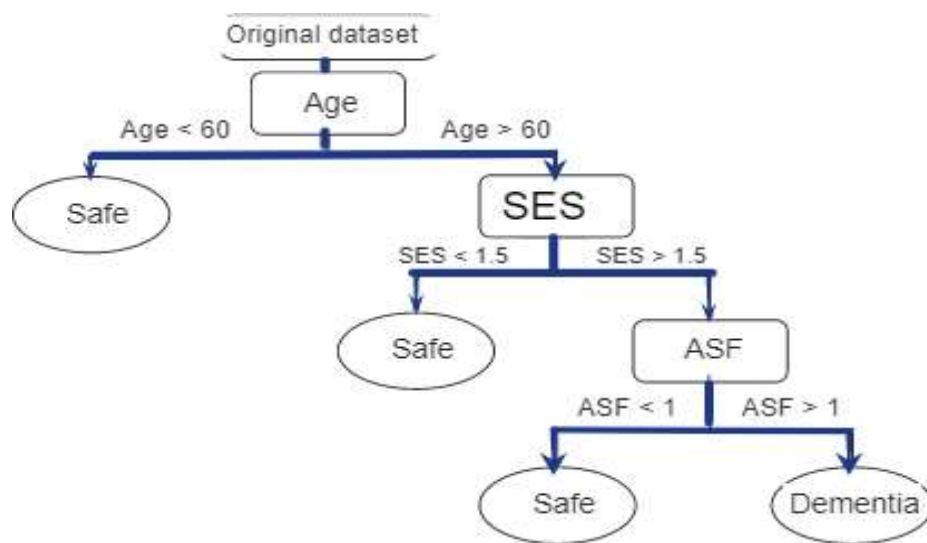 Original dataset
Age
Age < 60
Age > 60
Safe
SES
SES < 1.5
SES > 1.5
Safe
ASF
ASF < 1
ASF > 1
Safe
Dementia